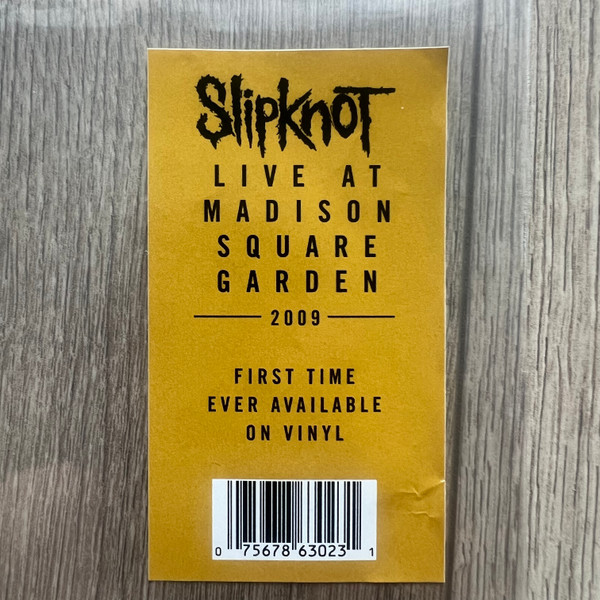 SlipKnoT
LIVE AT
MADISON
SQUARE
GARDEN
2009
FIRST TIME
EVER AVAILABLE
ON VINYL
0 75678 63023 1